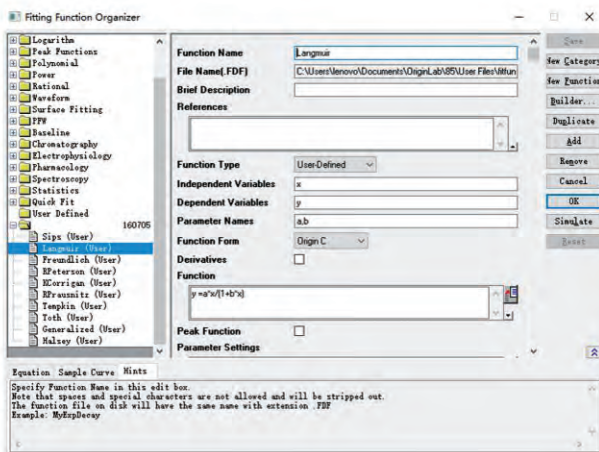 Fitting Function Organizer
Logarithm
Peak Functions
Polynomial
Power
Rational
Waveform
Surface Fitting
PFW
Baseline
Chromatography
Electrophysiology
Pharmacology
Spectroscopy
Statistics
Quick Fit
User Defined
160705
Sips (User)
Langmuir (User)
Freundlich (User)
RPeterson (User)
KCorrigan (User)
RPrausnitz (User)
Tempkin (User)
Toth (User)
Generalized (User)
Halsey (User)
Function Name Langmuir
File Name(.FDF) C:\Users\lenovo\Documents\OriginLab\85\User Files\fitfun
Brief Description
References
Function Type User-Defined
Independent Variables x
Dependent Variables y
Parameter Names a,b
Function Form Origin C
Derivatives
Function
y =a*x/(1+b*x)
Peak Function
Parameter Settings
Save
New Category
New Function
Builder...
Duplicate
Add
Remove
Cancel
OK
Simulate
Reset
Equation Sample Curve Hints
Specify Function Name in this edit box.
Note that spaces and special characters are not allowed and will be stripped out.
The function file on disk will have the same name with extension .FDF
Example: MyExpDecay